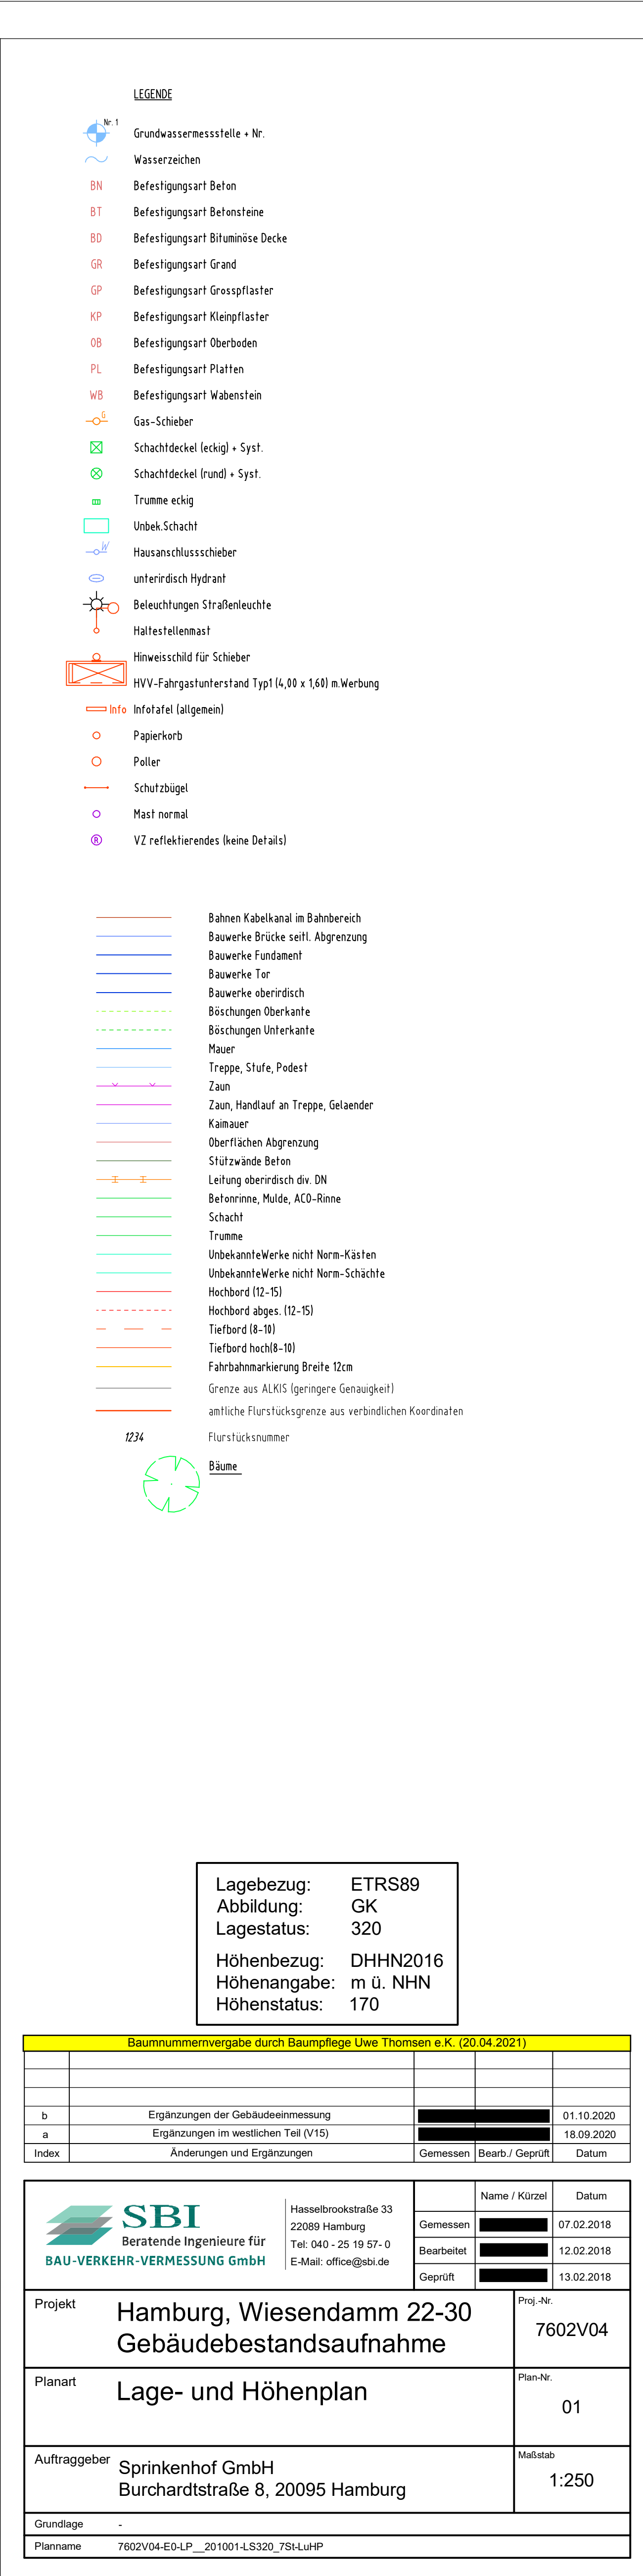 LEGENDE
Nr. 1
Grundwassermessstelle + Nr.
Wasserzeichen
BN Befestigungsart Beton
BT Befestigungsart Betonsteine
BD Befestigungsart Bituminöse Decke
GR Befestigungsart Grand
GP Befestigungsart Grosspflaster
KP Befestigungsart Kleinpflaster
OB Befestigungsart Oberboden
PL Befestigungsart Platten
WB Befestigungsart Wabenstein
G Gas-Schieber
Schachtdeckel (eckig) + Syst.
Schachtdeckel (rund) + Syst.
Trumme eckig
Unbek.Schacht
W Hausanschlussschieber
unterirdisch Hydrant
Beleuchtungen Straßenleuchte
Haltestellenmast
Hinweisschild für Schieber
HVV-Fahrgastunterstand Typ1 (4,00 x 1,60) m.Werbung
Info Infotafel (allgemein)
Papierkorb
Poller
Schutzbügel
Mast normal
R VZ reflektierendes (keine Details)
Bahnen Kabelkanal im Bahnbereich
Bauwerke Brücke seitl. Abgrenzung
Bauwerke Fundament
Bauwerke Tor
Bauwerke oberirdisch
Böschungen Oberkante
Böschungen Unterkante
Mauer
Treppe, Stufe, Podest
Zaun
Zaun, Handlauf an Treppe, Gelaender
Kaimauer
Oberflächen Abgrenzung
Stützwände Beton
Leitung oberirdisch div. DN
Betonrinne, Mulde, ACO-Rinne
Schacht
Trumme
UnbekannteWerke nicht Norm-Kästen
UnbekannteWerke nicht Norm-Schächte
Hochbord (12-15)
Hochbord abges. (12-15)
Tiefbord (8-10)
Tiefbord hoch(8-10)
Fahrbahnmarkierung Breite 12cm
Grenze aus ALKIS (geringere Genauigkeit)
amtliche Flurstücksgrenze aus verbindlichen Koordinaten
1234 Flurstücksnummer
Bäume
Lagebezug: ETRS89
Abbildung: GK
Lagestatus: 320
Höhenbezug: DHHN2016
Höhenangabe: m ü. NHN
Höhenstatus: 170
Baumnummernvergabe durch Baumpflege Uwe Thomsen e.K. (20.04.2021)
b Ergänzungen der Gebäudeeinmessung 01.10.2020
a Ergänzungen im westlichen Teil (V15) 18.09.2020
Index Änderungen und Ergänzungen Gemessen Bearb./ Geprüft Datum
SBI
Beratende Ingenieure für
BAU-VERKEHR-VERMESSUNG GmbH
Hasselbrookstraße 33
22089 Hamburg
Tel: 040 - 25 19 57- 0
E-Mail: office@sbi.de
Name / Kürzel Datum
Gemessen 07.02.2018
Bearbeitet 12.02.2018
Geprüft 13.02.2018
Projekt Hamburg, Wiesendamm 22-30
Gebäudebestandsaufnahme
Proj.-Nr.
7602V04
Planart Lage- und Höhenplan
Plan-Nr.
01
Auftraggeber Sprinkenhof GmbH
Burchardtstraße 8, 20095 Hamburg
Maßstab
1:250
Grundlage -
Planname 7602V04-E0-LP__201001-LS320_7St-LuHP